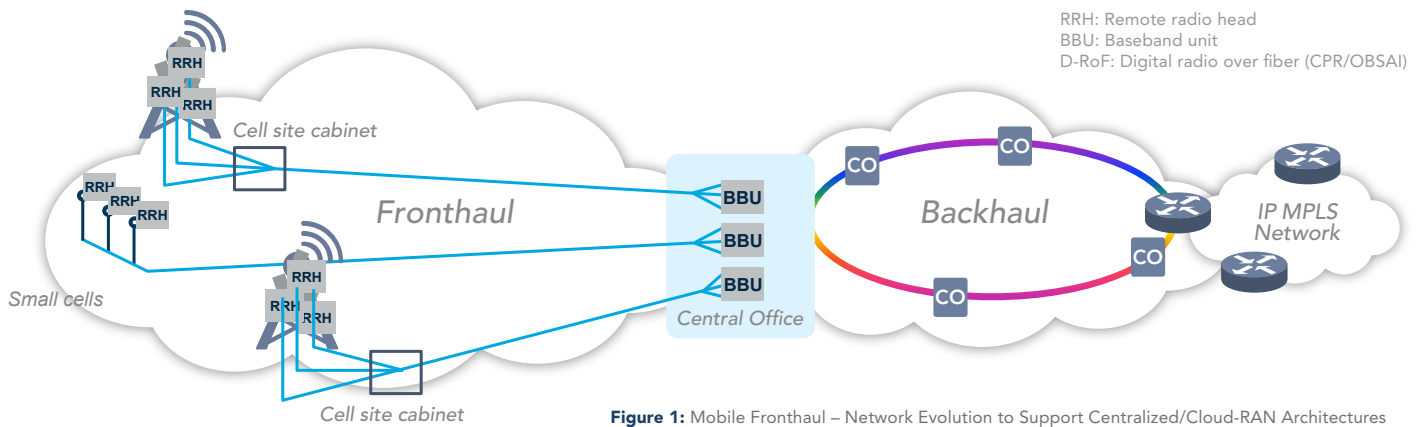 RRH: Remote radio head
BBU: Baseband unit
D-RoF: Digital radio over fiber (CPR/OBSAI)
RRH
RRH
RRH
Cell site cabinet
RRH
RRH
RRH
Small cells
RRH
RRH
RRH
Cell site cabinet
Fronthaul
BBU
BBU
BBU
Central Office
Backhaul
CO
CO
CO
CO
IP MPLS
Network
Figure 1: Mobile Fronthaul – Network Evolution to Support Centralized/Cloud-RAN Architectures